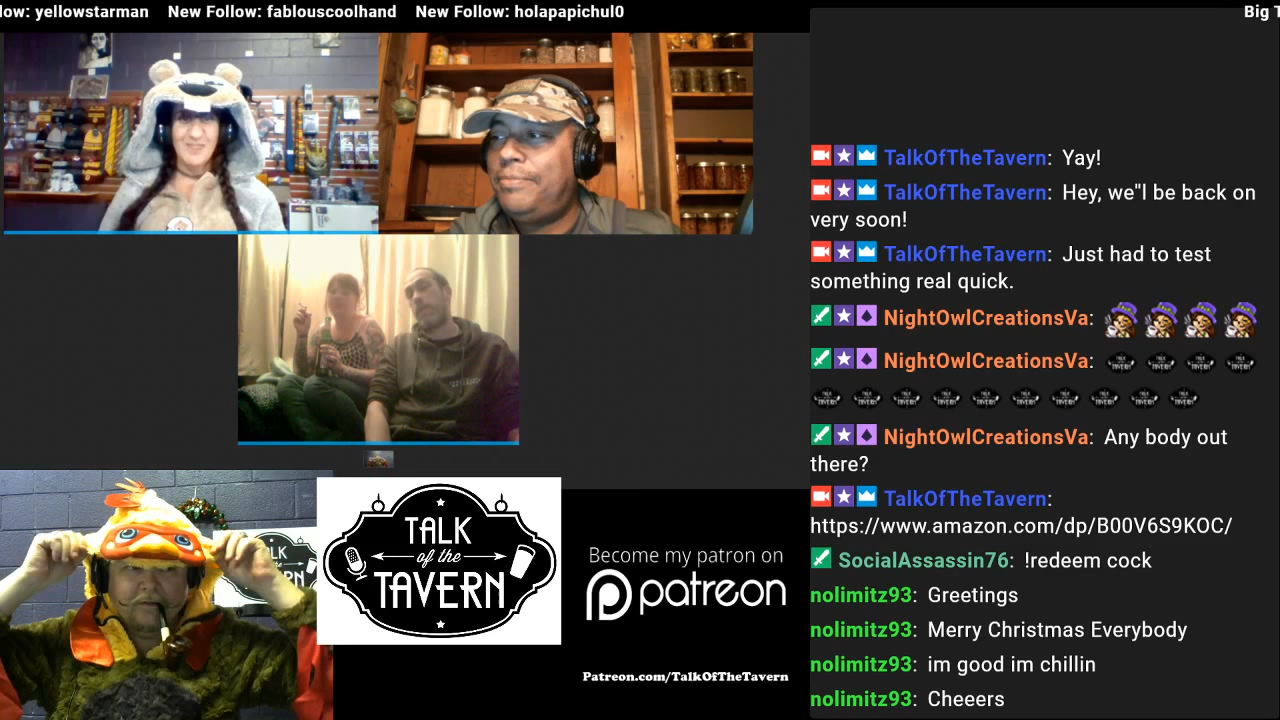 low: yellowstarman New Follow: fablouscoolhand New Follow: holapapichul0
Big T
TalkOfTheTavern: Yay!
TalkOfTheTavern: Hey, we"l be back on
very soon!
TalkOfTheTavern: Just had to test
something real quick.
NightOwlCreationsVa:
NightOwlCreationsVa:
NightOwlCreationsVa: Any body out
there?
TalkOfTheTavern:
https://www.amazon.com/dp/B00V6S9KOC/
SocialAssassin76: !redeem cock
nolimitz93: Greetings
nolimitz93: Merry Christmas Everybody
nolimitz93: im good im chillin
nolimitz93: Cheeers
TALK
of the
TAVERN
Become my patron on
patreon
Patreon.com/TalkOfTheTavern